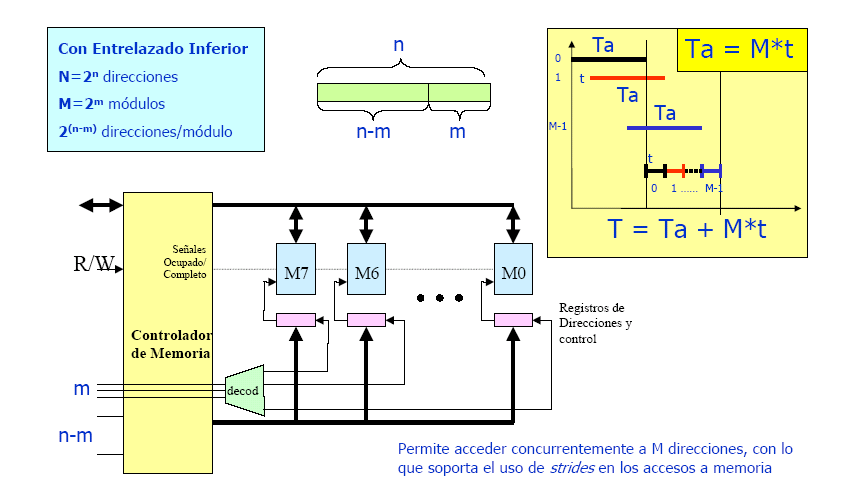 Con Entrelazado Inferior
N=2ⁿ direcciones
M=2ᵐ módulos
2⁽ⁿ⁻ᵐ⁾ direcciones/módulo
n
n-m
m
Ta = M*t
0
Ta
1
t
Ta
M-1
Ta
t
0 1 ...... M-1
T = Ta + M*t
R/W
Señales
Ocupado/
Completo
M7
M6
M0
Controlador
de Memoria
Registros de
Direcciones y
control
m
decod
n-m
Permite acceder concurrentemente a M direcciones, con lo
que soporta el uso de strides en los accesos a memoria